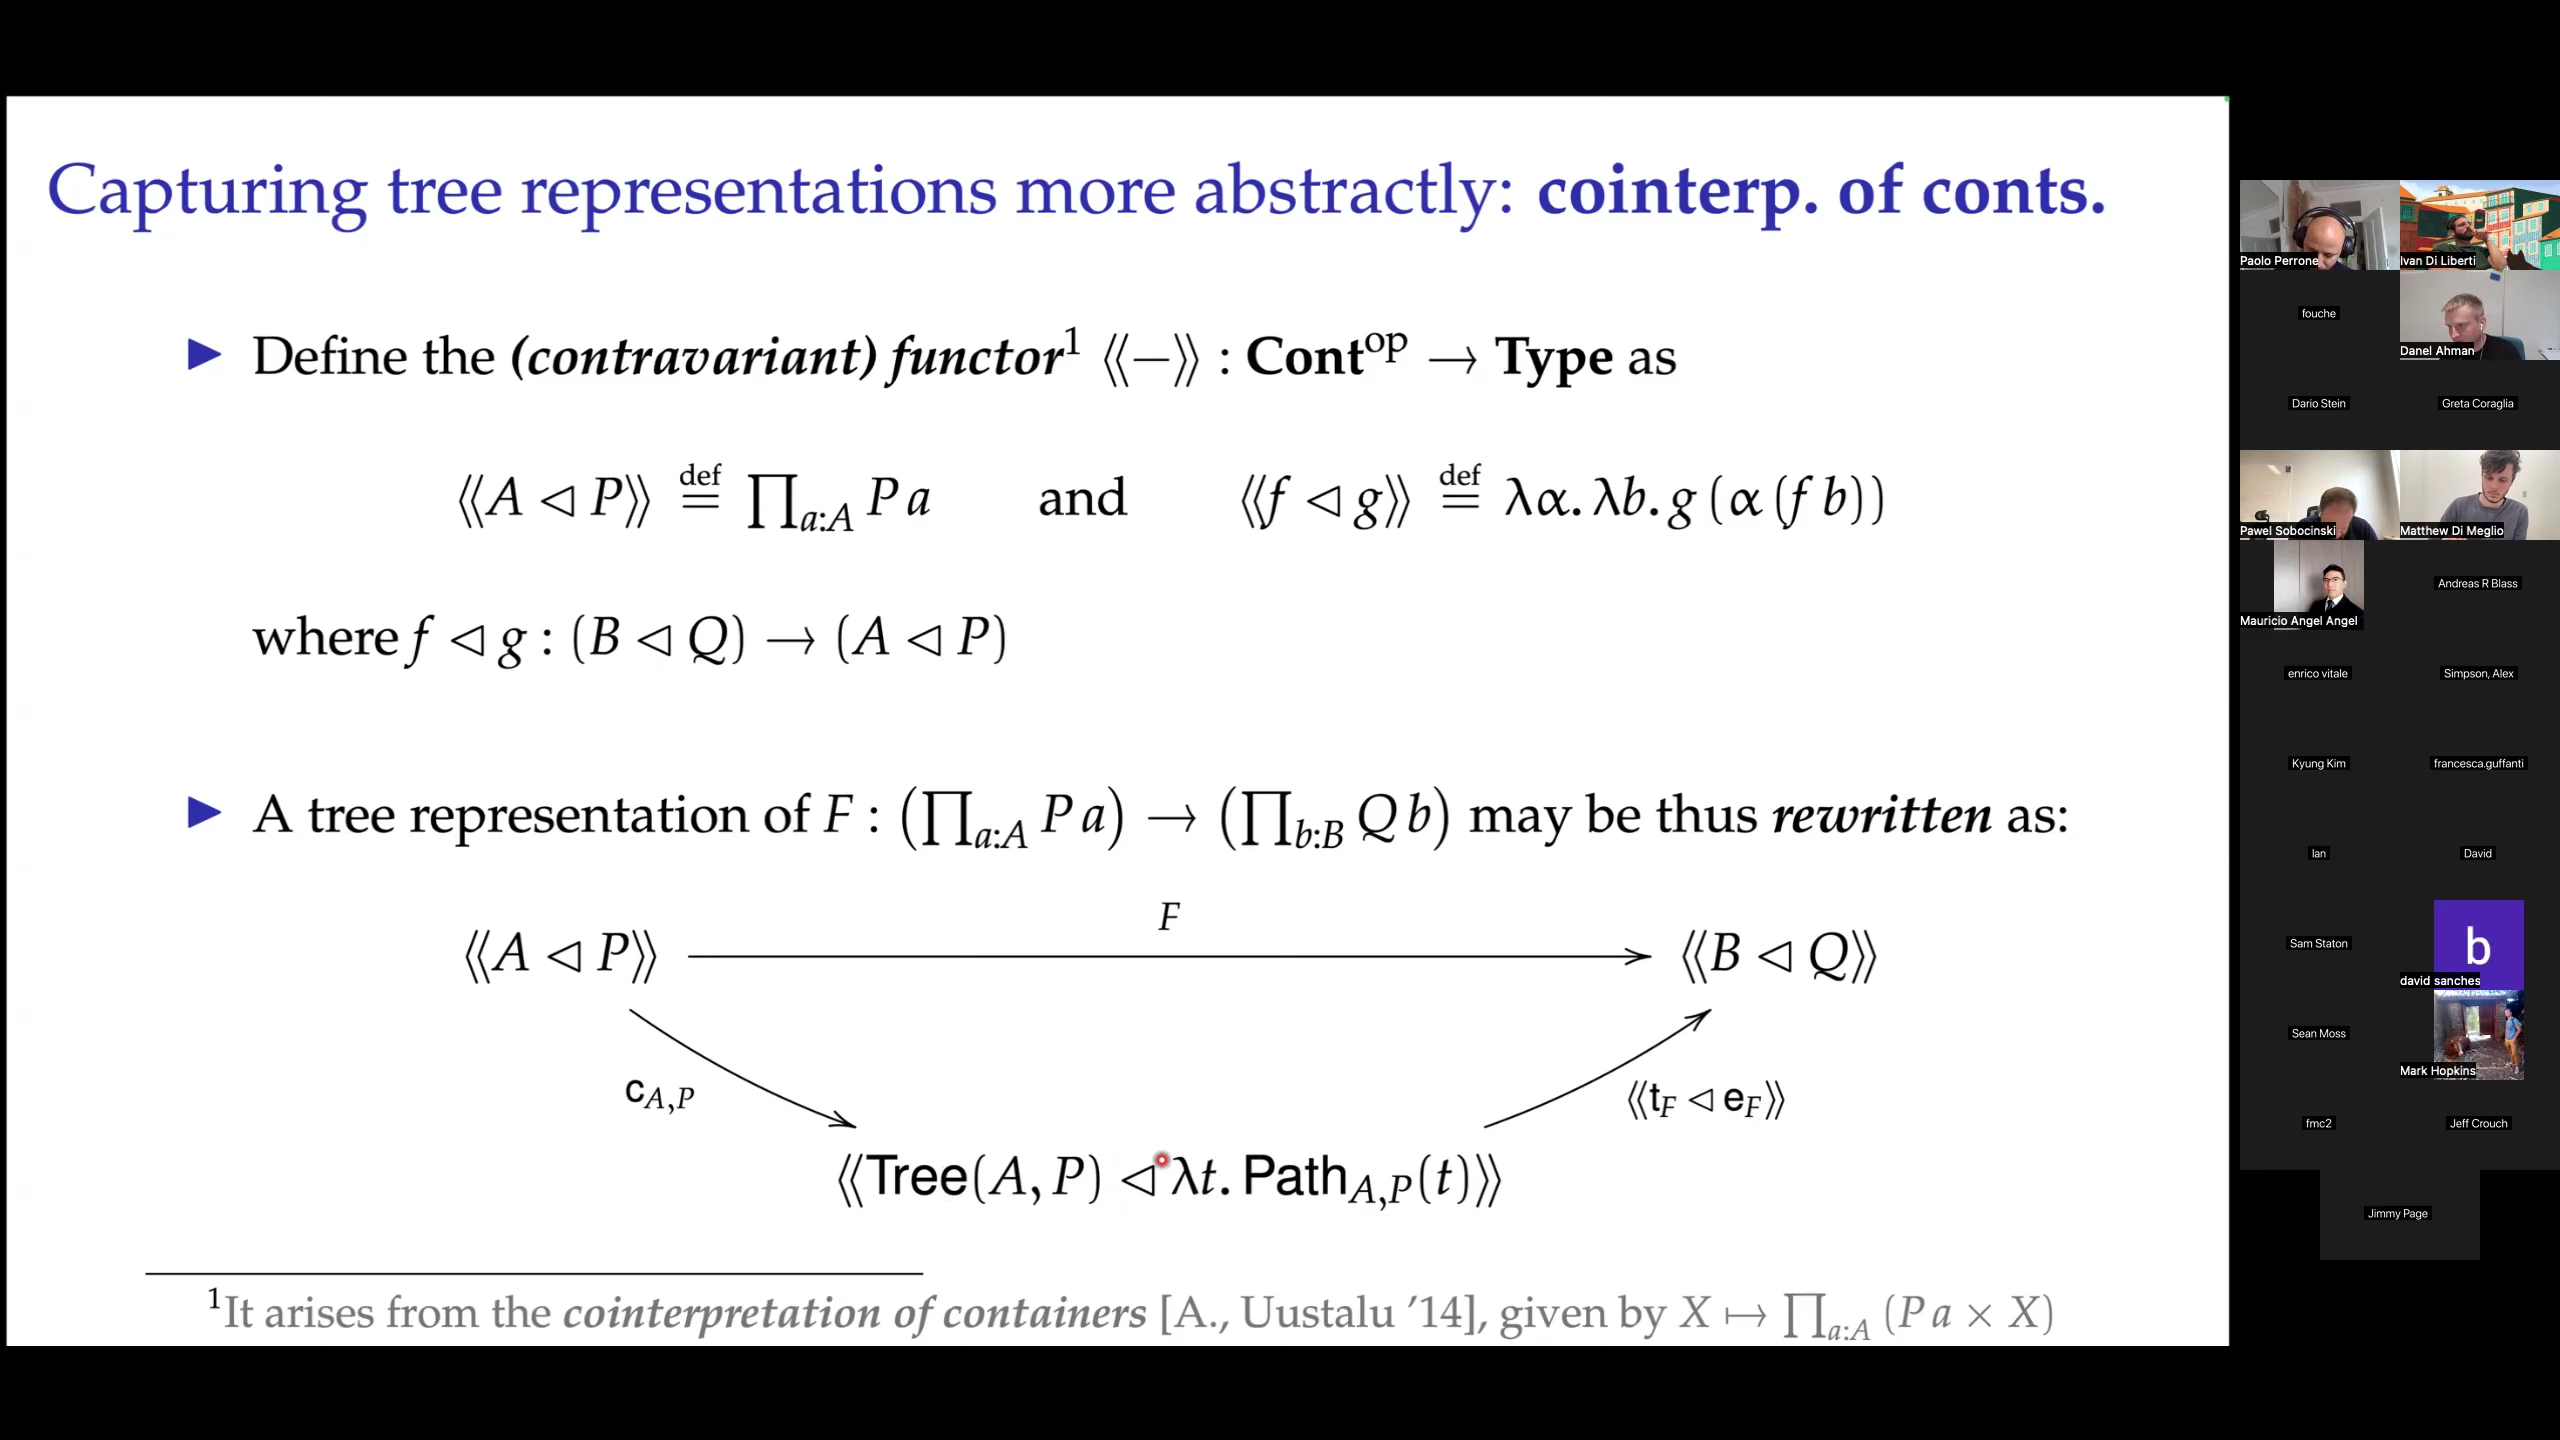 Capturing tree representations more abstractly: cointerp. of conts.
▶ Define the (contravariant) functor¹ ⟪−⟫ : Contᵒᵖ → Type as
⟪A ◁ P⟫ ≝ ∏_{a:A} P a and ⟪f ◁ g⟫ ≝ λα. λb. g (α (f b))
where f ◁ g : (B ◁ Q) → (A ◁ P)
▶ A tree representation of F : (∏_{a:A} P a) → (∏_{b:B} Q b) may be thus rewritten as:
F
⟪A ◁ P⟫ ⟪B ◁ Q⟫
c_{A,P} ⟪t_F ◁ e_F⟫
⟪Tree(A, P) ◁ λt. Path_{A,P}(t)⟫
¹It arises from the cointerpretation of containers [A., Uustalu ’14], given by X ↦ ∏_{a:A} (P a × X)
Paolo Perrone
Ivan Di Liberti
fouche
Danel Ahman
Dario Stein
Greta Coraglia
Pawel Sobocinski
Matthew Di Meglio
Mauricio Angel Angel
Andreas R Blass
enrico vitale
Simpson, Alex
Kyung Kim
francesca.guffanti
Ian
David
Sam Staton
b
david sanches
Sean Moss
Mark Hopkins
fmc2
Jeff Crouch
Jimmy Page